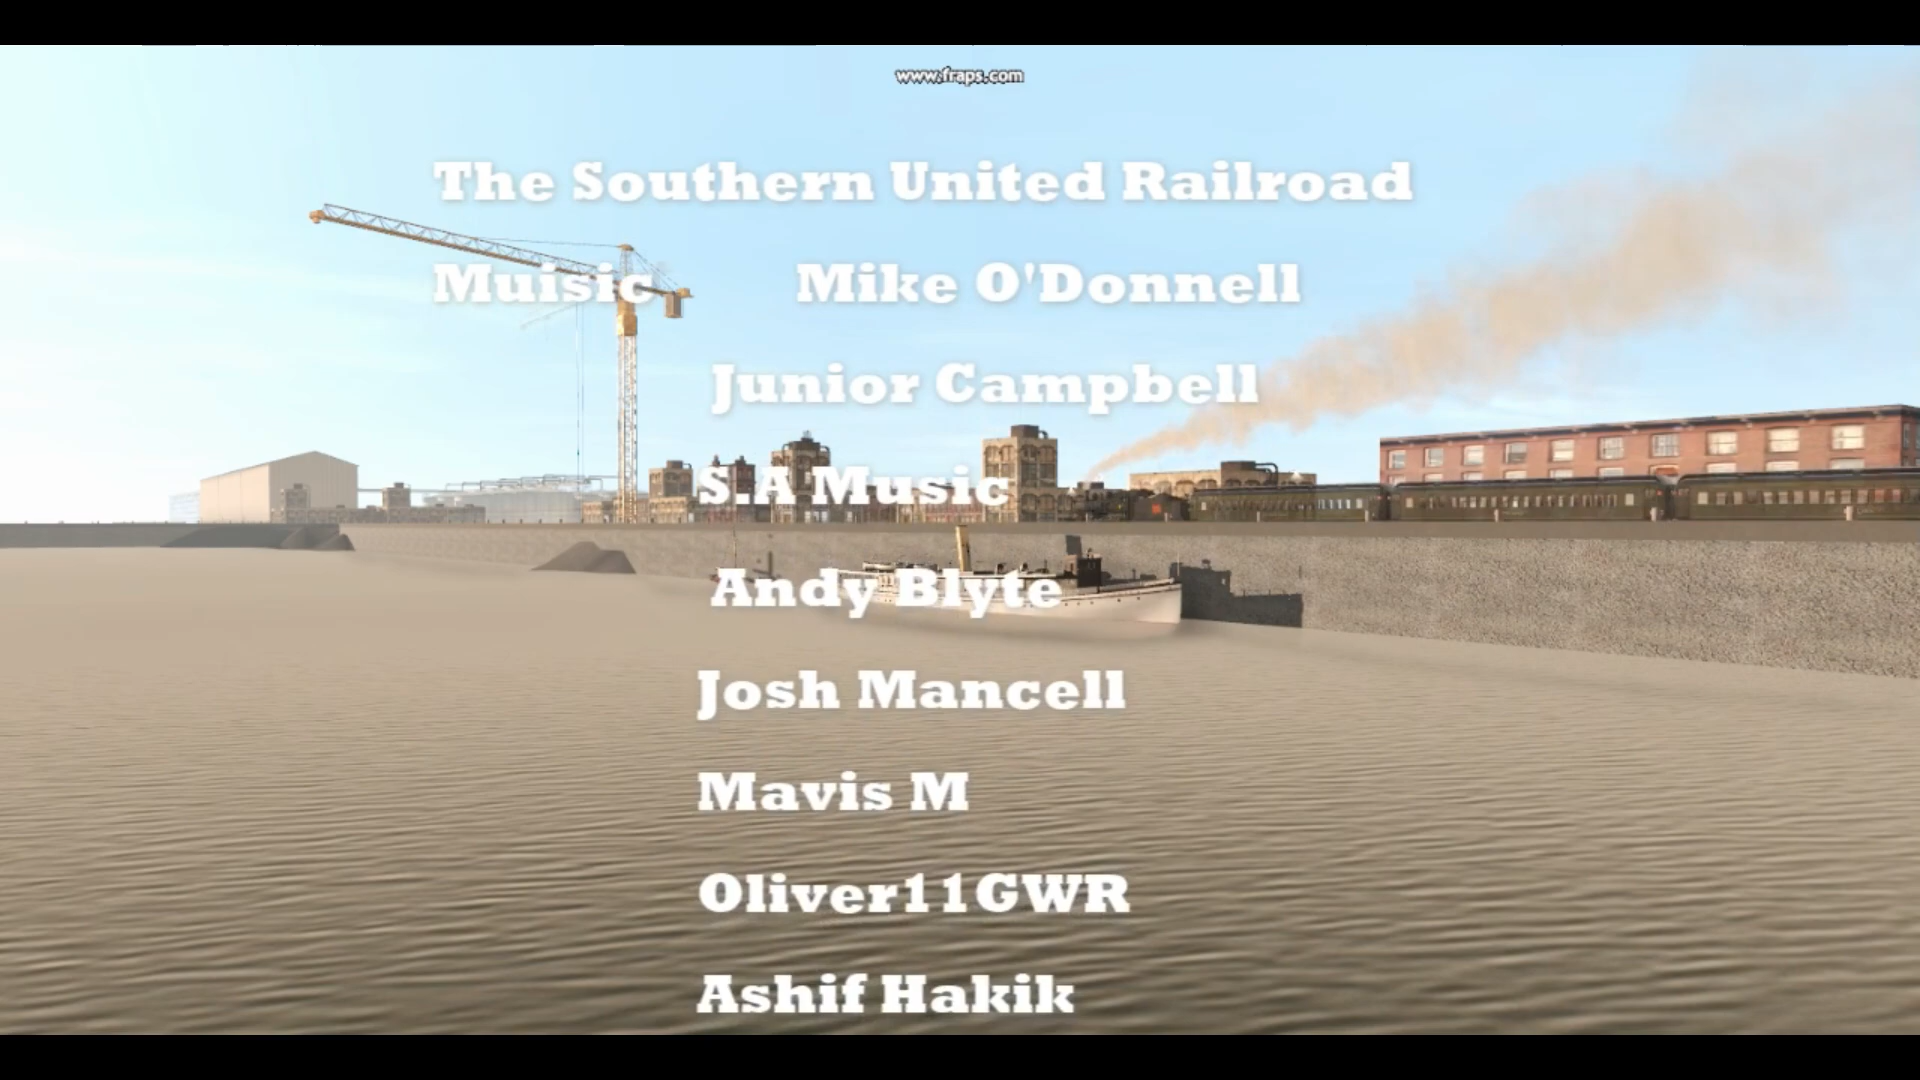 www.fraps.com
The Southern United Railroad
Muisic Mike O'Donnell
Junior Campbell
S.A Music
Andy Blyte
Josh Mancell
Mavis M
Oliver11GWR
Ashif Hakik